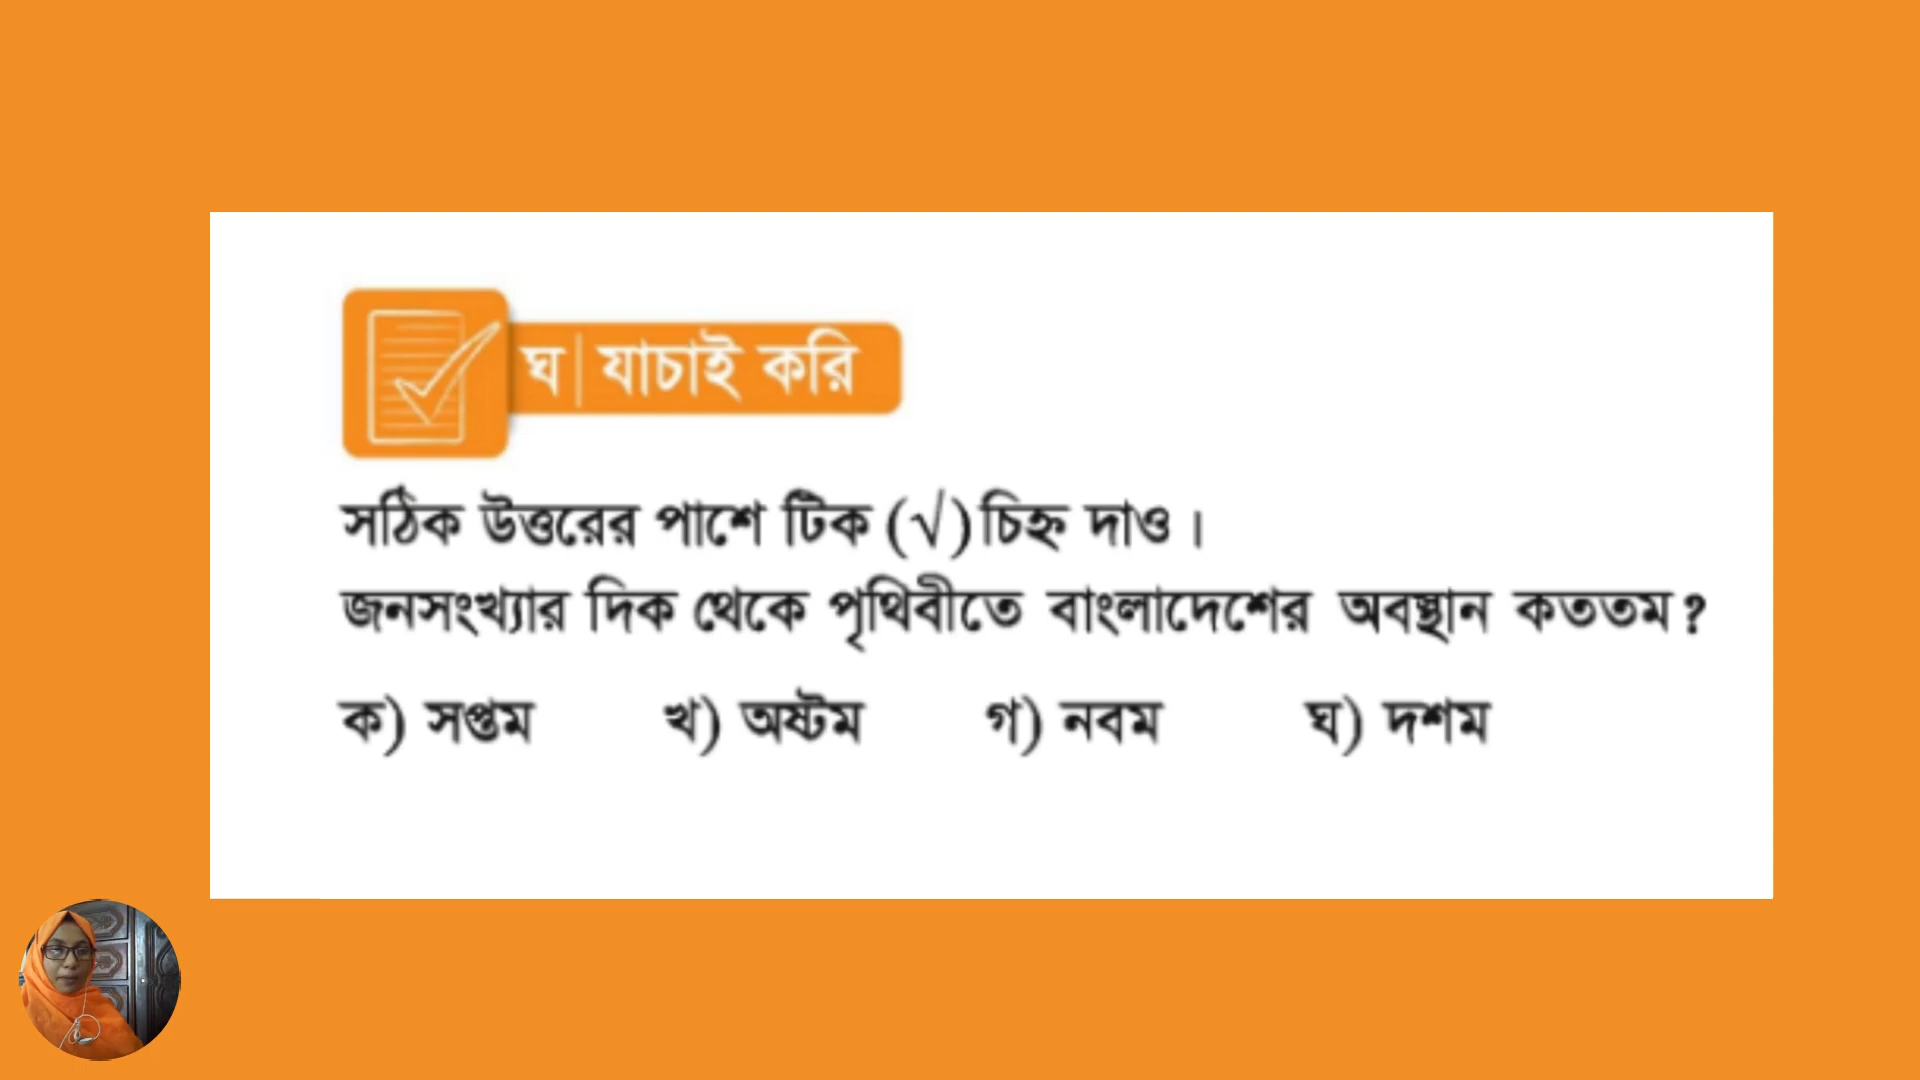 ঘ | যাচাই করি
সঠিক উত্তরের পাশে টিক (√) চিহ্ন দাও।
জনসংখ্যার দিক থেকে পৃথিবীতে বাংলাদেশের অবস্থান কততম?
ক) সপ্তম খ) অষ্টম গ) নবম ঘ) দশম